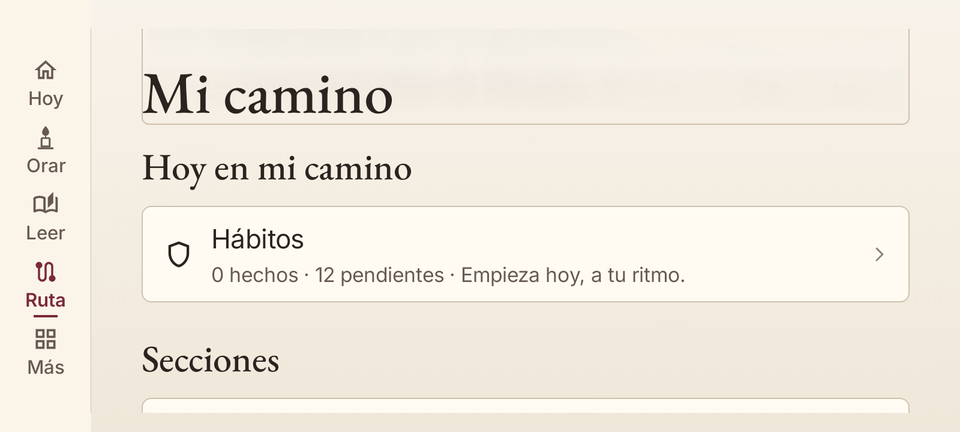 Hoy
Orar
Leer
Ruta
Más
Mi camino
Hoy en mi camino
Hábitos
0 hechos · 12 pendientes · Empieza hoy, a tu ritmo.
Secciones